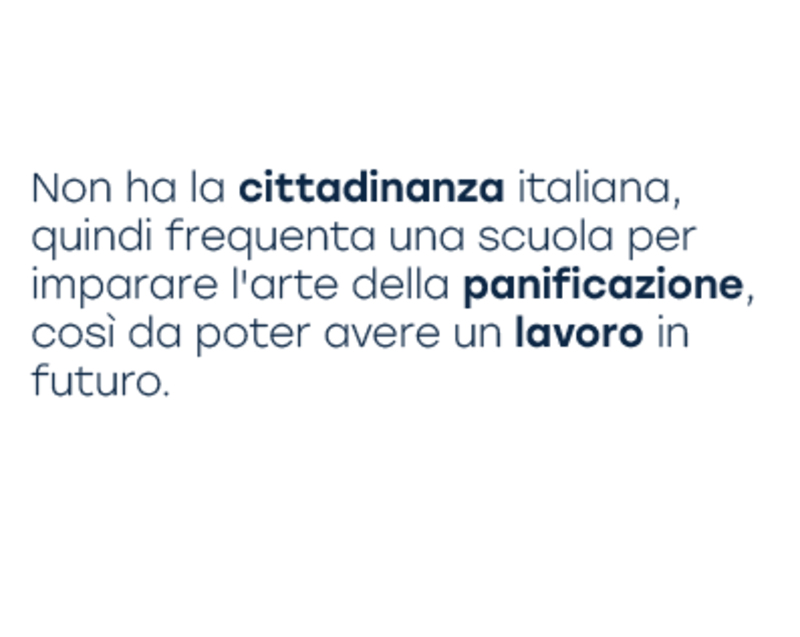 Non ha la cittadinanza italiana,
quindi frequenta una scuola per
imparare l'arte della panificazione,
così da poter avere un lavoro in
futuro.